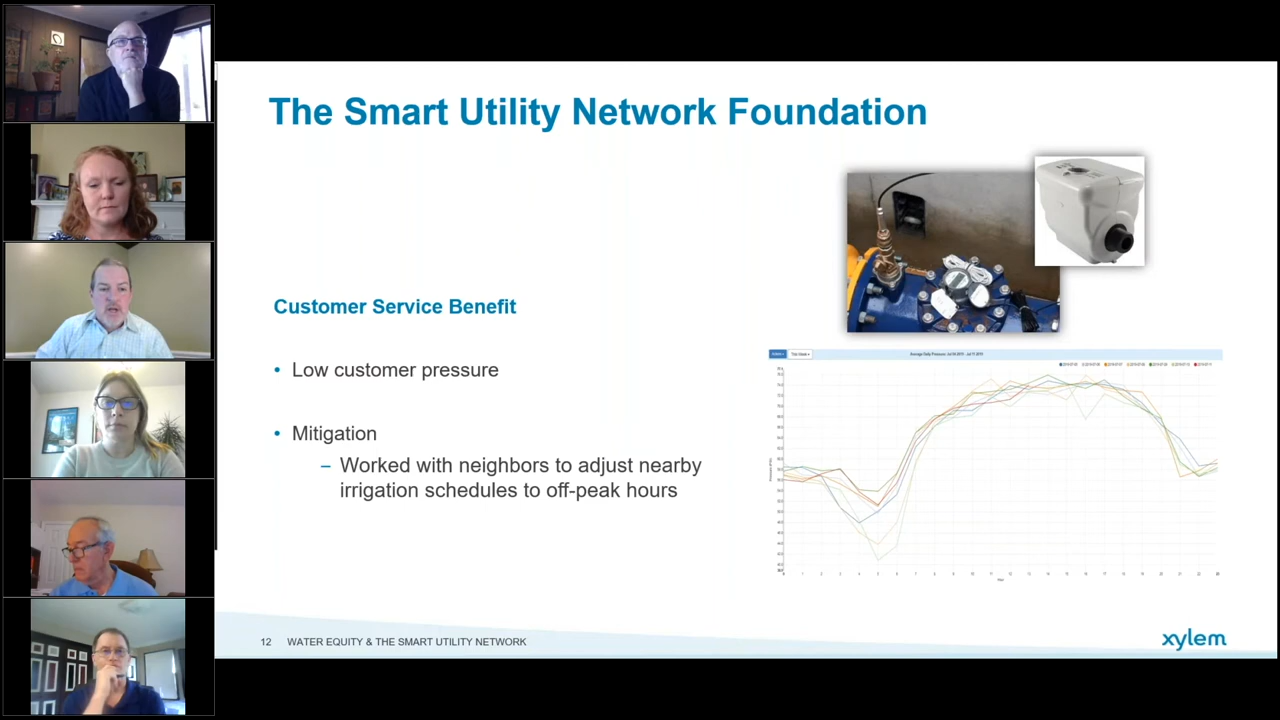 The Smart Utility Network Foundation
Customer Service Benefit
• Low customer pressure
• Mitigation
– Worked with neighbors to adjust nearby
irrigation schedules to off-peak hours
12 WATER EQUITY & THE SMART UTILITY NETWORK
xylem